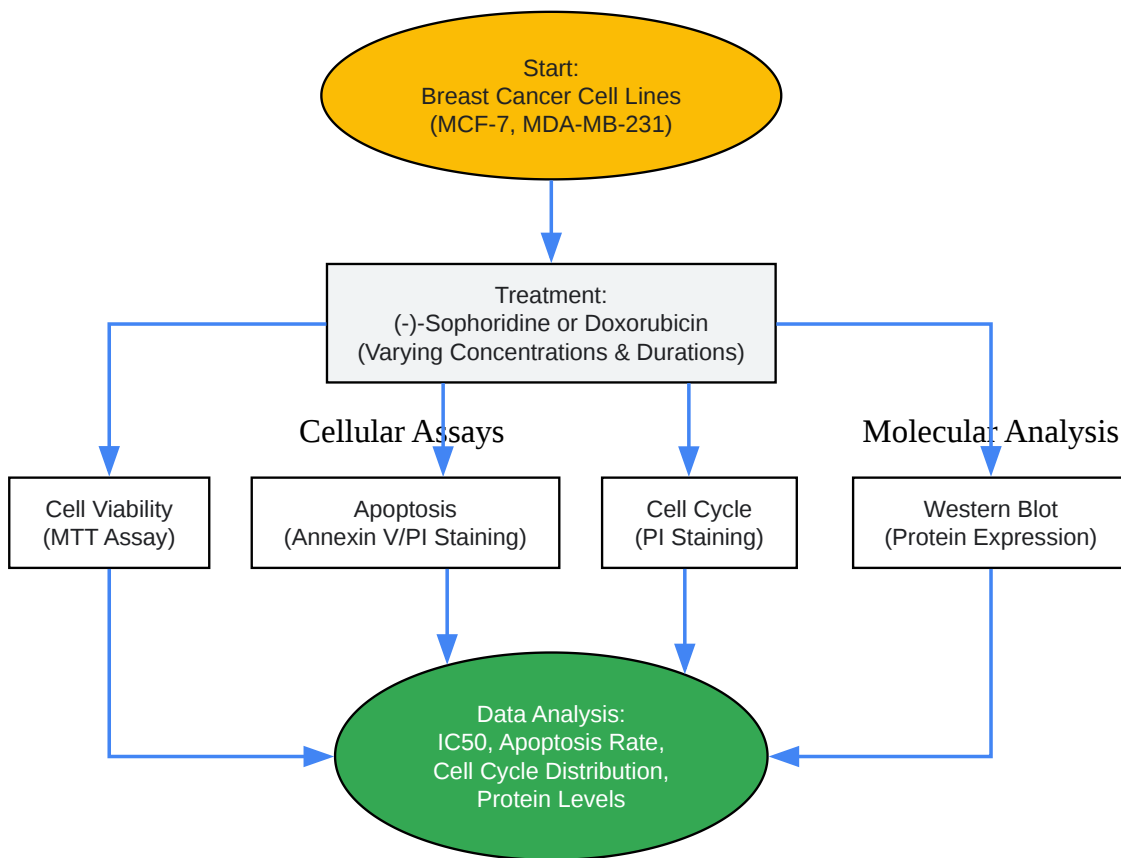 Start:
Breast Cancer Cell Lines
(MCF-7, MDA-MB-231)
Treatment:
(-)-Sophoridine or Doxorubicin
(Varying Concentrations & Durations)
Cellular Assays
Molecular Analysis
Cell Viability
(MTT Assay)
Apoptosis
(Annexin V/PI Staining)
Cell Cycle
(PI Staining)
Western Blot
(Protein Expression)
Data Analysis:
IC50, Apoptosis Rate,
Cell Cycle Distribution,
Protein Levels